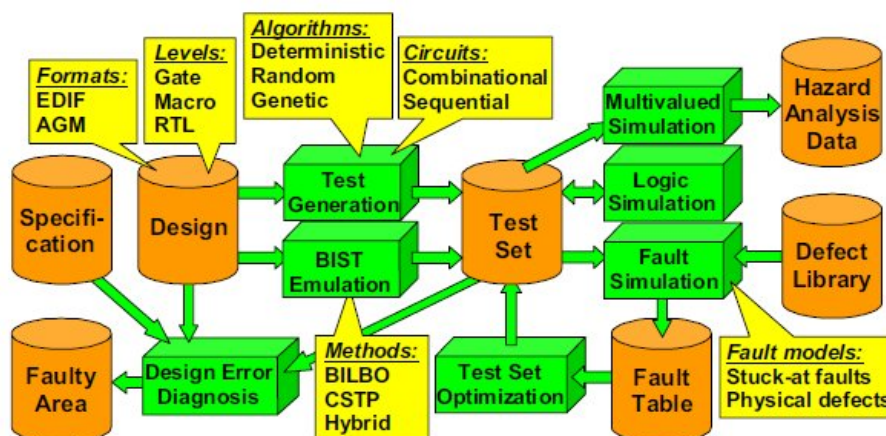 Formats:
EDIF
AGM
Levels:
Gate
Macro
RTL
Algorithms:
Deterministic
Random
Genetic
Circuits:
Combinational
Sequential
Multivalued
Simulation
Hazard
Analysis
Data
Specifi-
cation
Design
Test
Generation
Test
Set
Logic
Simulation
BIST
Emulation
Fault
Simulation
Defect
Library
Faulty
Area
Design Error
Diagnosis
Methods:
BILBO
CSTP
Hybrid
Test Set
Optimization
Fault
Table
Fault models:
Stuck-at faults
Physical defects